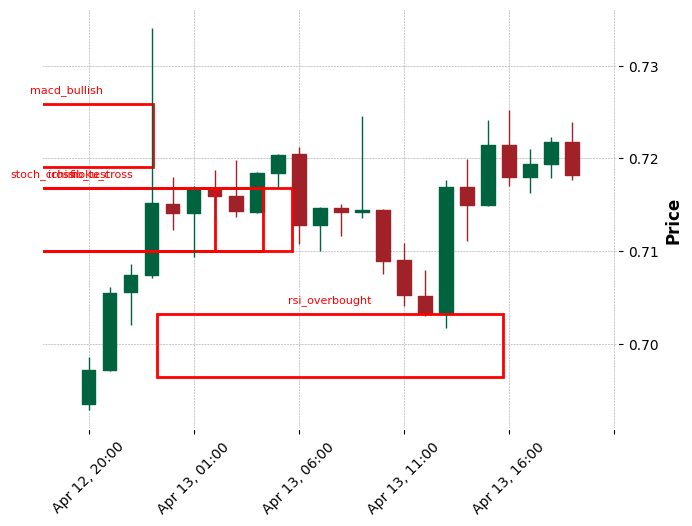 0.73
macd_bullish
0.72
0.71
rsi_overbought
0.70
Price
Apr 12, 20:00
Apr 13, 01:00
Apr 13, 06:00
Apr 13, 11:00
Apr 13, 16:00